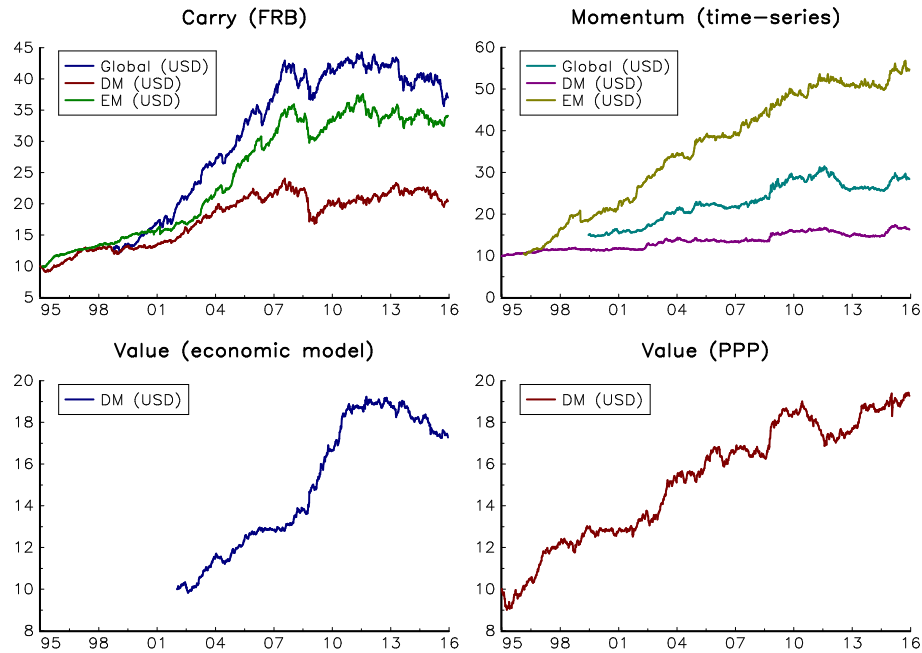 Carry (FRB)
45
40
35
30
25
20
15
10
5
Global (USD)
DM (USD)
EM (USD)
95 98 01 04 07 10 13 16
Momentum (time-series)
60
50
40
30
20
10
0
Global (USD)
DM (USD)
EM (USD)
95 98 01 04 07 10 13 16
Value (economic model)
20
18
16
14
12
10
8
DM (USD)
95 98 01 04 07 10 13 16
Value (PPP)
20
18
16
14
12
10
8
DM (USD)
95 98 01 04 07 10 13 16